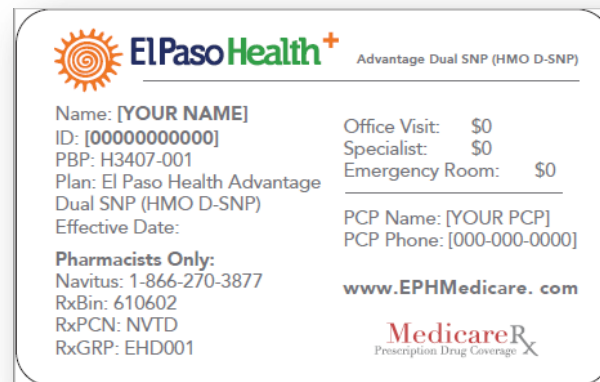 ElPasoHealth+
Advantage Dual SNP (HMO D-SNP)
Name: [YOUR NAME]
ID: [00000000000]
PBP: H3407-001
Plan: El Paso Health Advantage
Dual SNP (HMO D-SNP)
Effective Date:
Pharmacists Only:
Navitus: 1-866-270-3877
RxBin: 610602
RxPCN: NVTD
RxGRP: EHD001
Office Visit: $0
Specialist: $0
Emergency Room: $0
PCP Name: [YOUR PCP]
PCP Phone: [000-000-0000]
www.EPHMedicare. com
MedicareRx
Prescription Drug Coverage